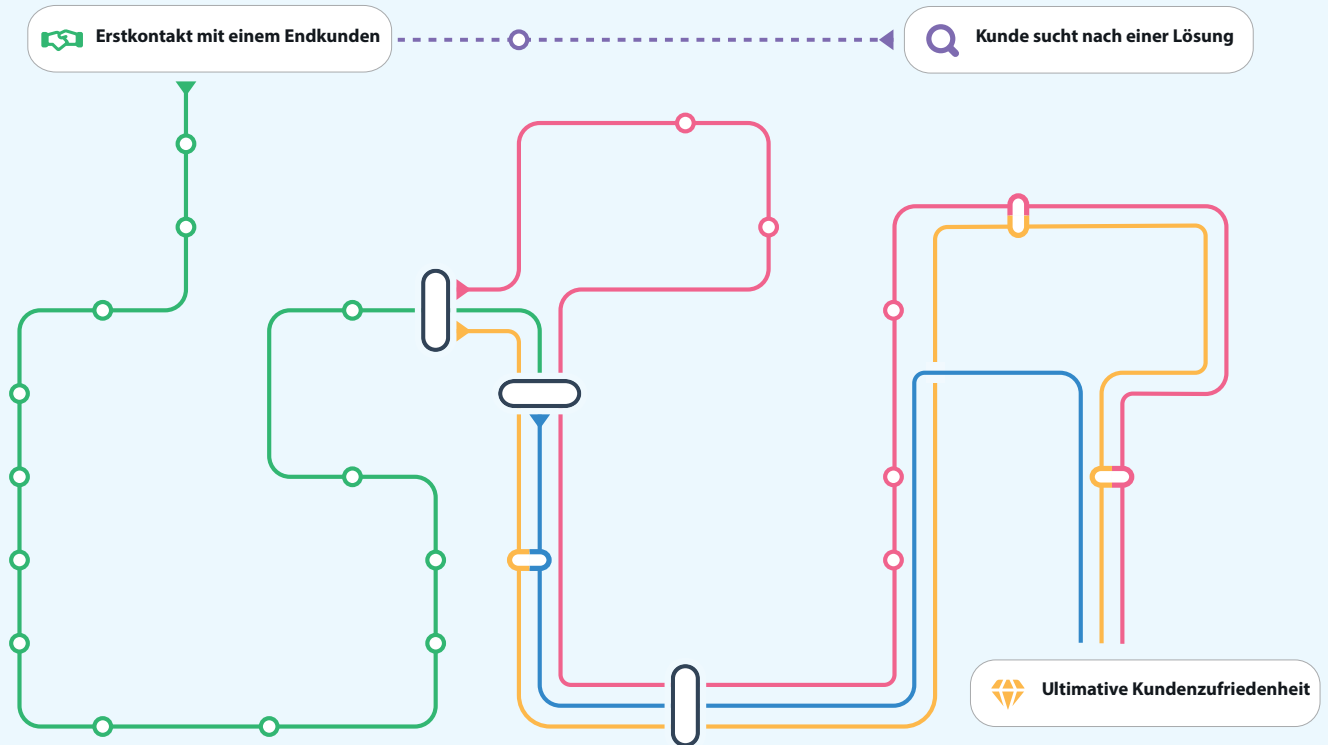 Erstkontakt mit einem Endkunden
Kunde sucht nach einer Lösung
Ultimative Kundenzufriedenheit